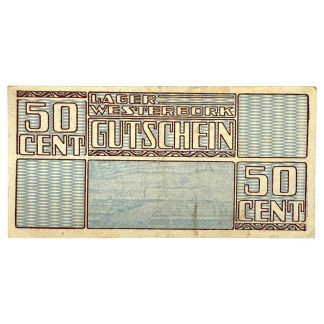 50
CENT
LAGER
WESTERBORK
GUTSCHEIN
50
CENT